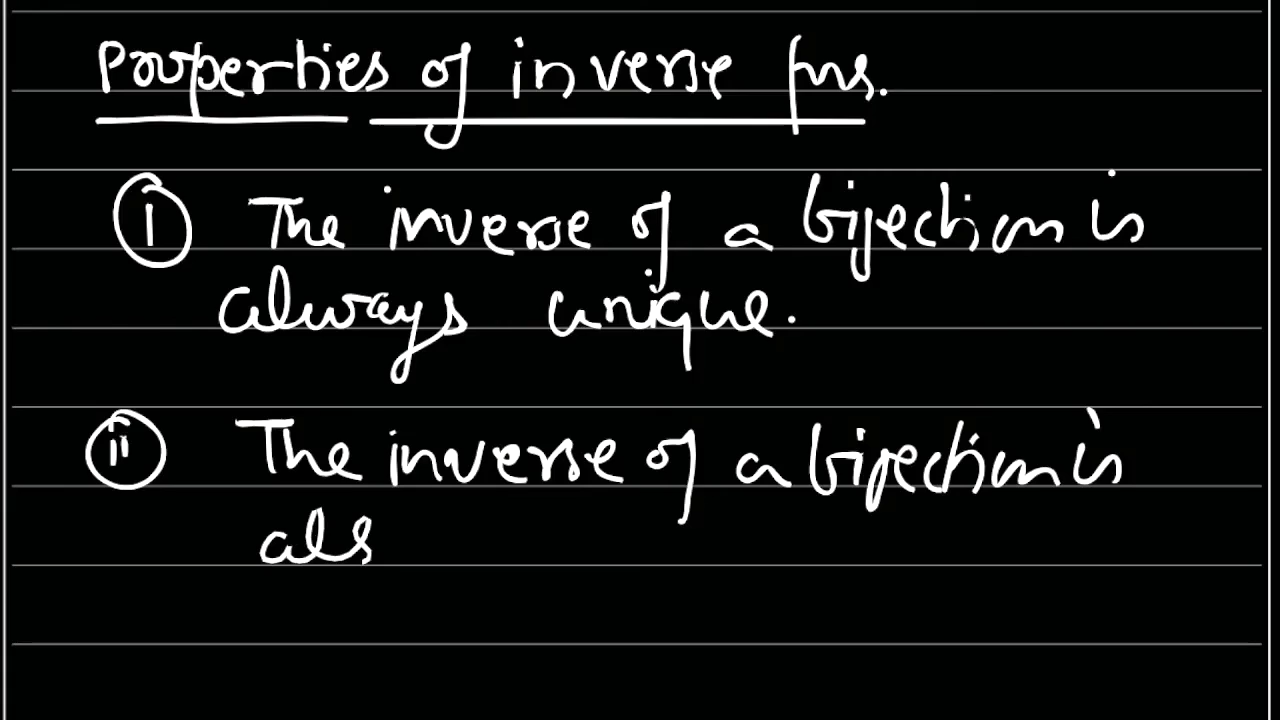 Properties of inverse fns.
(i) The inverse of a bijection is
always unique.
(ii) The inverse of a bijection is
als